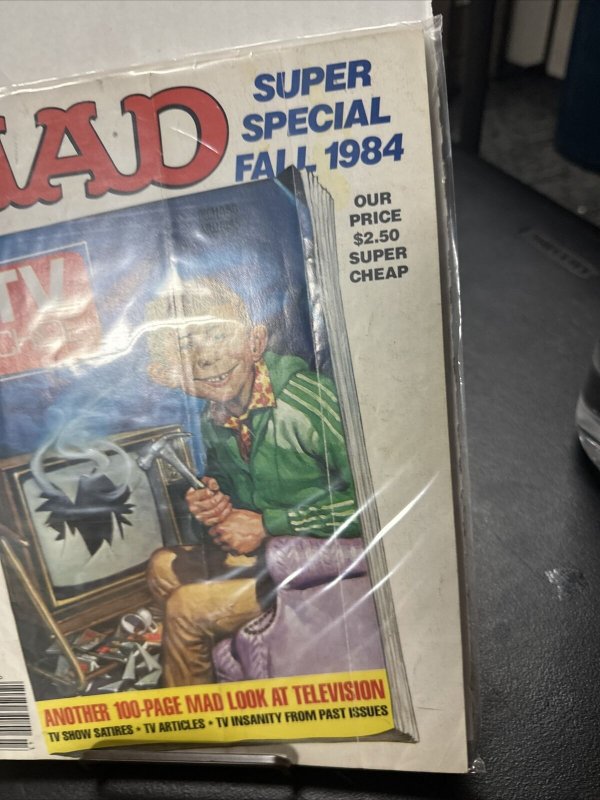 MAD
SUPER
SPECIAL
FALL 1984
OUR
PRICE
$2.50
SUPER
CHEAP
TV
ANOTHER 100-PAGE MAD LOOK AT TELEVISION
TV SHOW SATIRES • TV ARTICLES • TV INSANITY FROM PAST ISSUES